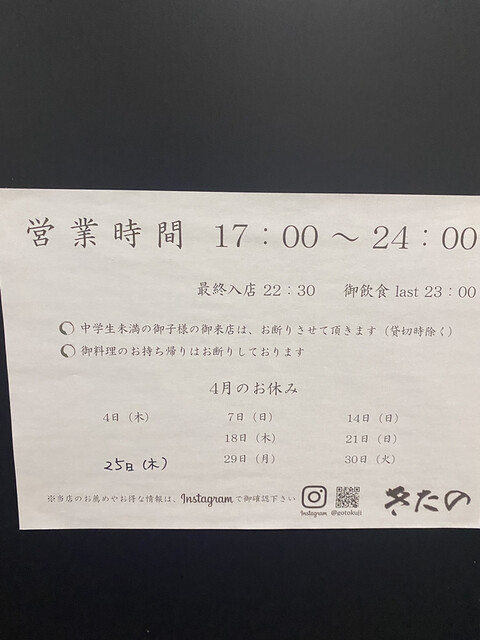 営業時間 17：00 〜 24：00
最終入店 22：30 御飲食 last 23：00
中学生未満の御子様の御来店は、お断りさせて頂きます（貸切時除く）
御料理のお持ち帰りはお断りしております
4月のお休み
4日（木） 7日（日） 14日（日）
18日（木） 21日（日）
25日（木） 29日（月） 30日（火）
※当店のお薦めやお得な情報は、Instagramで御確認下さい
Instagram @gotokuji
きたの